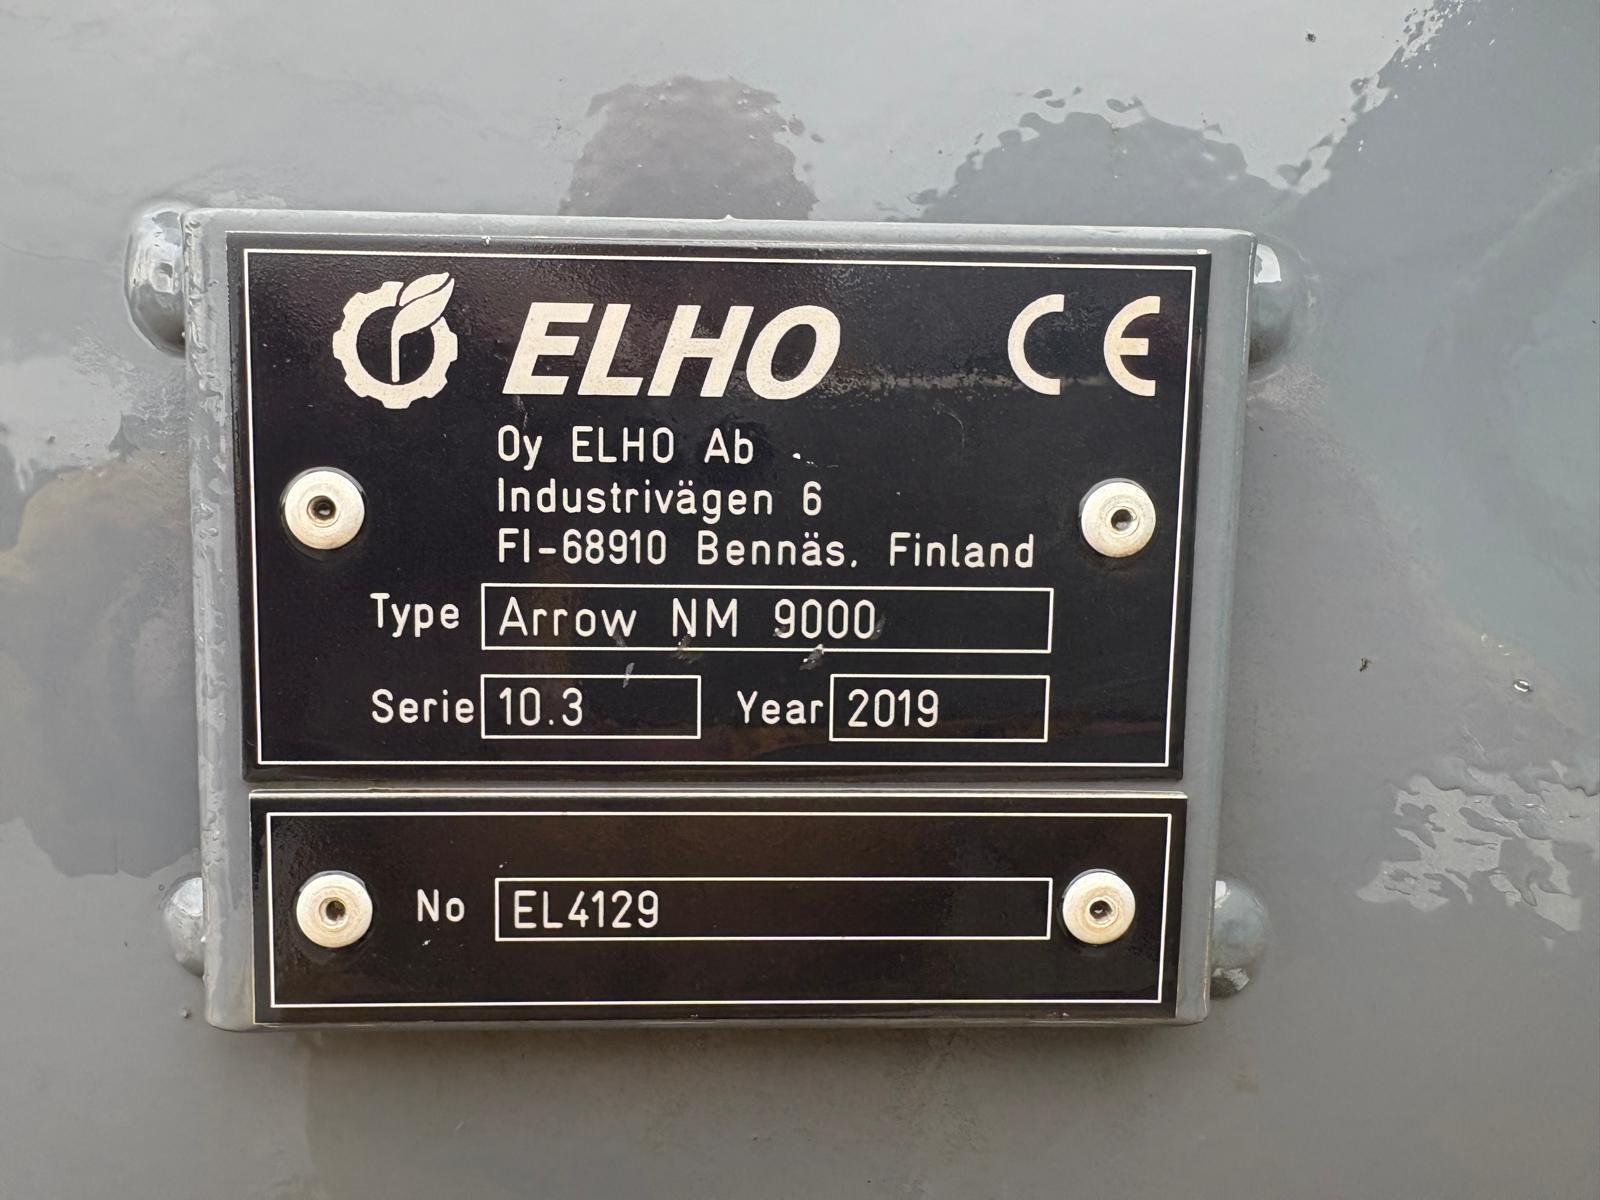 ELHO CE
Oy ELHO Ab
Industrivägen 6
FI-68910 Bennäs, Finland
Type Arrow NM 9000
Serie 10.3 Year 2019
No EL4129